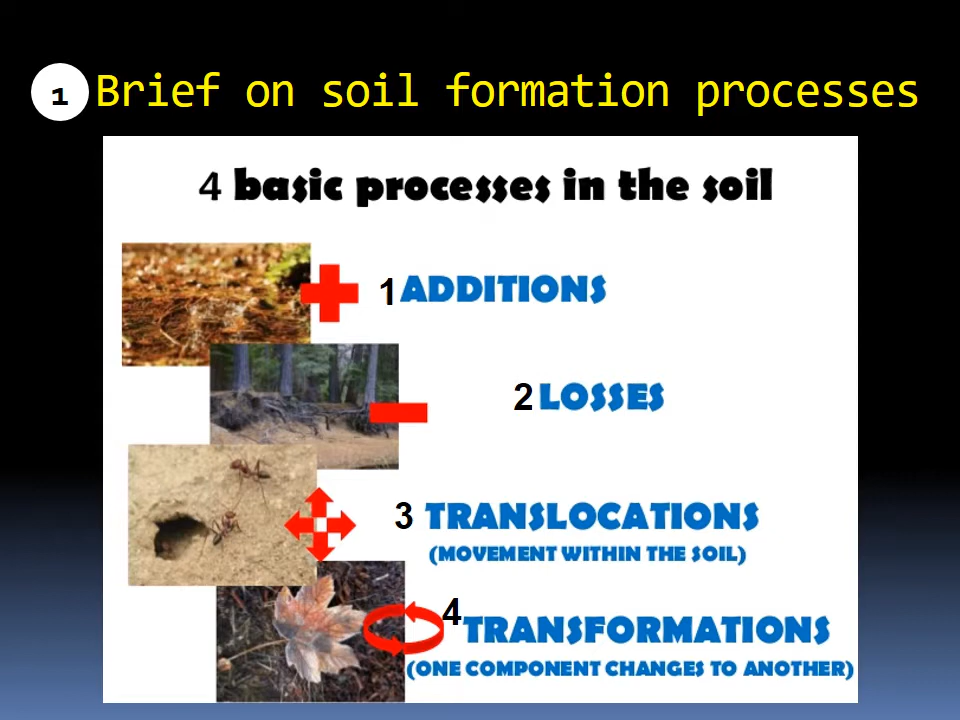 1 Brief on soil formation processes
4 basic processes in the soil
1 ADDITIONS
2 LOSSES
3 TRANSLOCATIONS
(MOVEMENT WITHIN THE SOIL)
4 TRANSFORMATIONS
(ONE COMPONENT CHANGES TO ANOTHER)